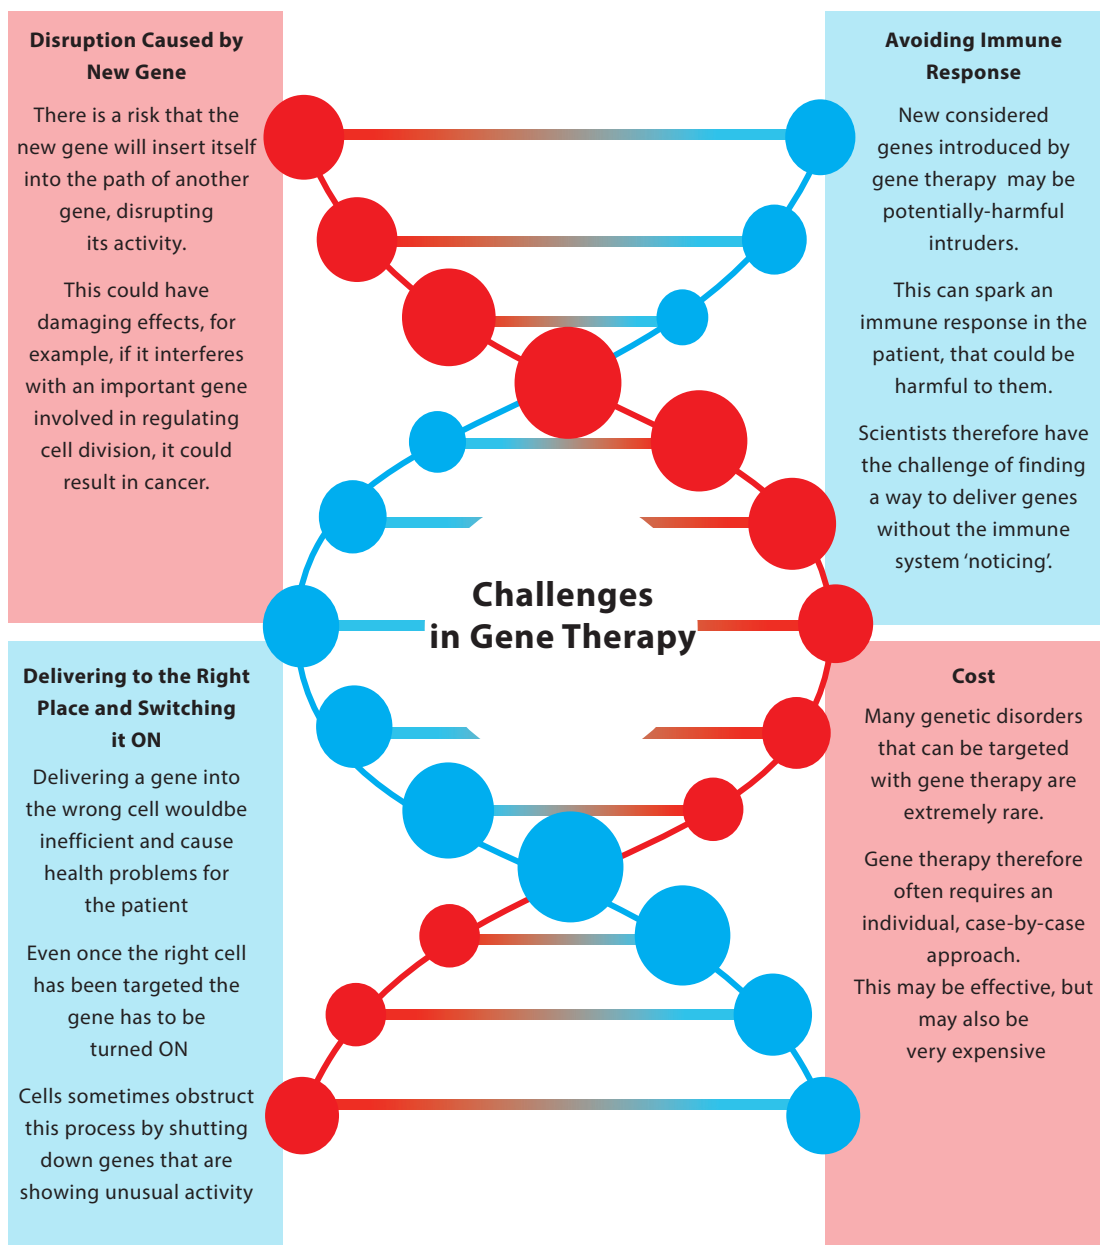 Disruption Caused by
New Gene
There is a risk that the
new gene will insert itself
into the path of another
gene, disrupting
its activity.
This could have
damaging effects, for
example, if it interferes
with an important gene
involved in regulating
cell division, it could
result in cancer.
Avoiding Immune
Response
New considered
genes introduced by
gene therapy may be
potentially-harmful
intruders.
This can spark an
immune response in the
patient, that could be
harmful to them.
Scientists therefore have
the challenge of finding
a way to deliver genes
without the immune
system ‘noticing’.
Challenges
in Gene Therapy
Delivering to the Right
Place and Switching
it ON
Delivering a gene into
the wrong cell wouldbe
inefficient and cause
health problems for
the patient
Even once the right cell
has been targeted the
gene has to be
turned ON
Cells sometimes obstruct
this process by shutting
down genes that are
showing unusual activity
Cost
Many genetic disorders
that can be targeted
with gene therapy are
extremely rare.
Gene therapy therefore
often requires an
individual, case-by-case
approach.
This may be effective, but
may also be
very expensive